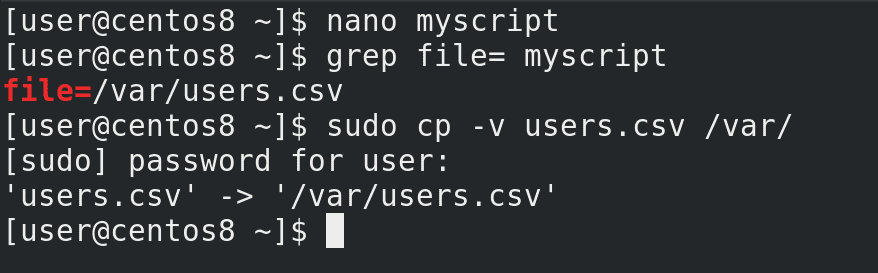 [user@centos8 ~]$ nano myscript
[user@centos8 ~]$ grep file= myscript
file=/var/users.csv
[user@centos8 ~]$ sudo cp -v users.csv /var/
[sudo] password for user:
'users.csv' -> '/var/users.csv'
[user@centos8 ~]$